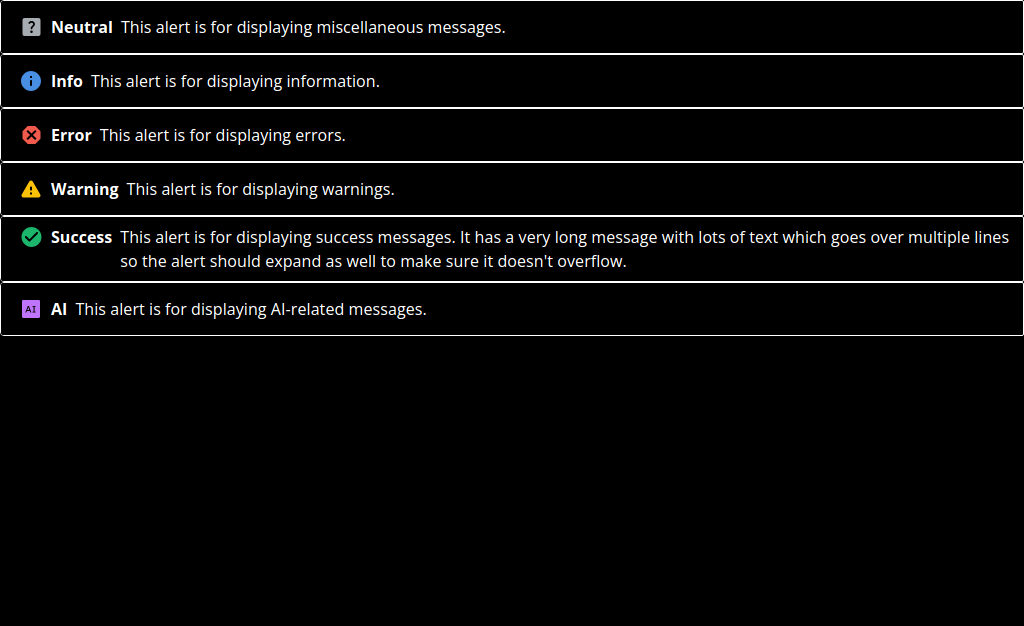 ? Neutral This alert is for displaying miscellaneous messages.
i Info This alert is for displaying information.
Error This alert is for displaying errors.
! Warning This alert is for displaying warnings.
Success This alert is for displaying success messages. It has a very long message with lots of text which goes over multiple lines
so the alert should expand as well to make sure it doesn't overflow.
AI AI This alert is for displaying AI-related messages.